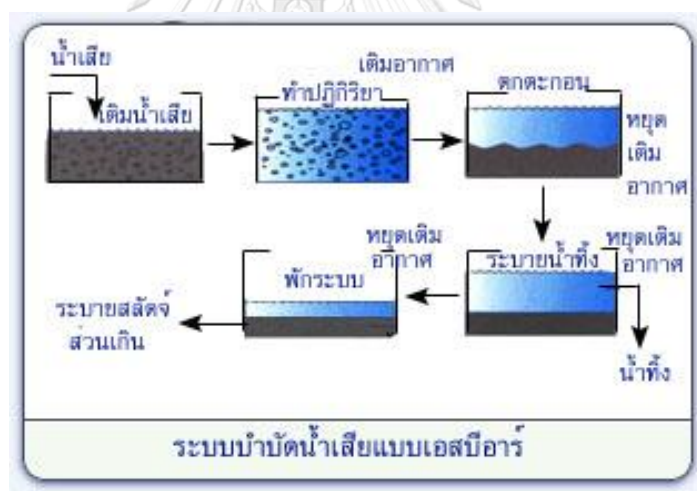 น้ำเสีย
เติมน้ำเสีย
เติมอากาศ
ทำปฏิกิริยา
ตกตะกอน
หยุด
เติม
อากาศ
หยุดเติม
อากาศ
ระบายน้ำทิ้ง
น้ำทิ้ง
หยุดเติม
อากาศ
พักระบบ
ระบายสลัดจ์
ส่วนเกิน
ระบบบำบัดน้ำเสียแบบเอสบีอาร์